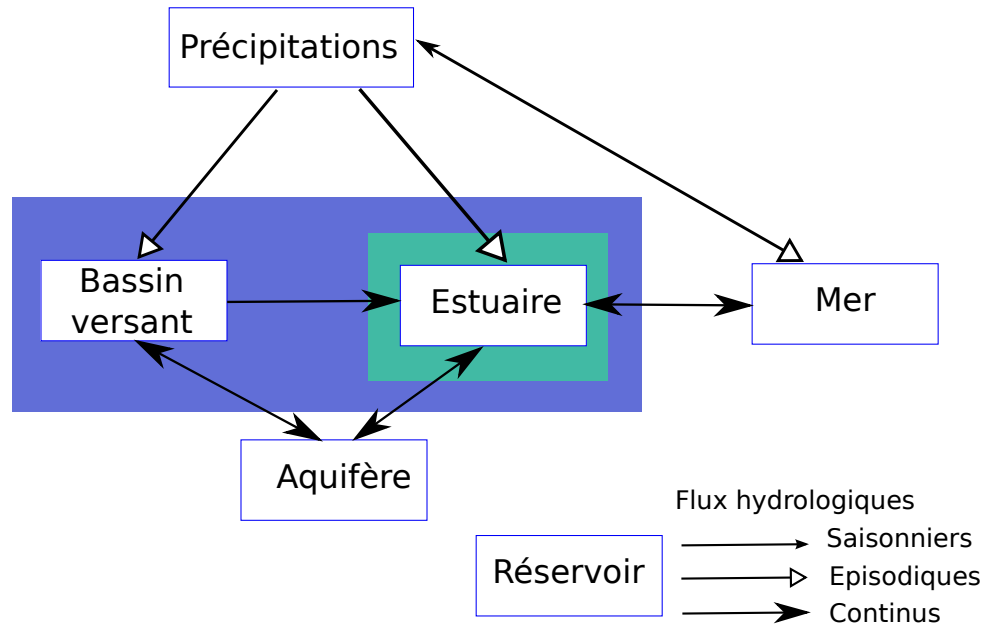 Précipitations
Bassin
versant
Estuaire
Mer
Aquifère
Flux hydrologiques
Réservoir
Saisonniers
Episodiques
Continus